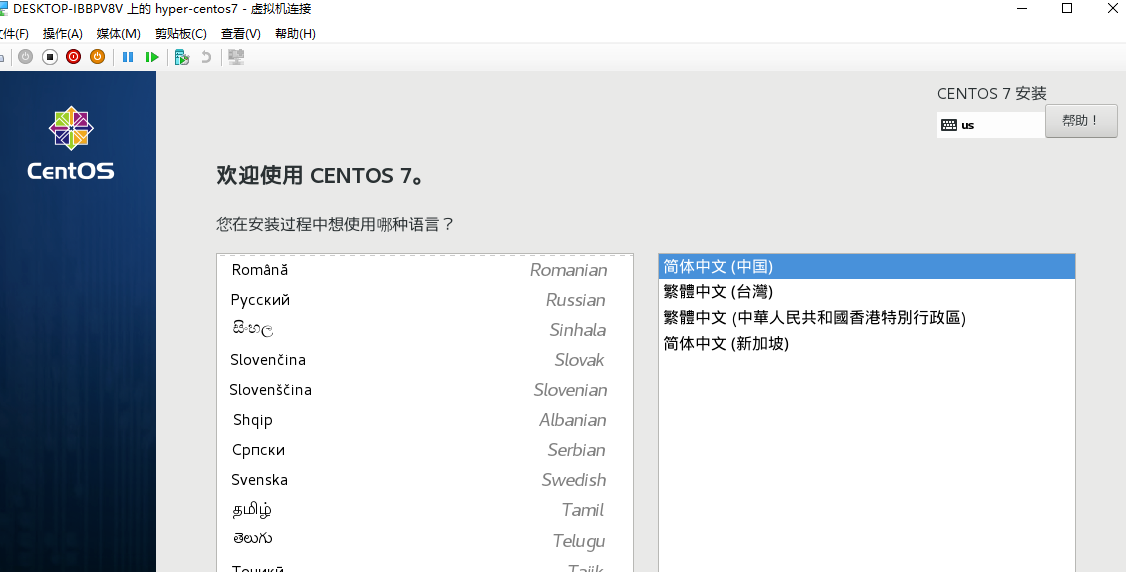 DESKTOP-IBBPV8V 上的 hyper-centos7 - 虚拟机连接
文件(F) 操作(A) 媒体(M) 剪贴板(C) 查看(V) 帮助(H)
CentOS
CENTOS 7 安装
us
帮助！
欢迎使用 CENTOS 7。
您在安装过程中想使用哪种语言？
Română Romanian
Русский Russian
සිංහල Sinhala
Slovenčina Slovak
Slovenščina Slovenian
Shqip Albanian
Српски Serbian
Svenska Swedish
தமிழ் Tamil
తెలుగు Telugu
Тоҷикӣ Tajik
简体中文 (中国)
繁體中文 (台灣)
繁體中文 (中華人民共和國香港特別行政區)
简体中文 (新加坡)